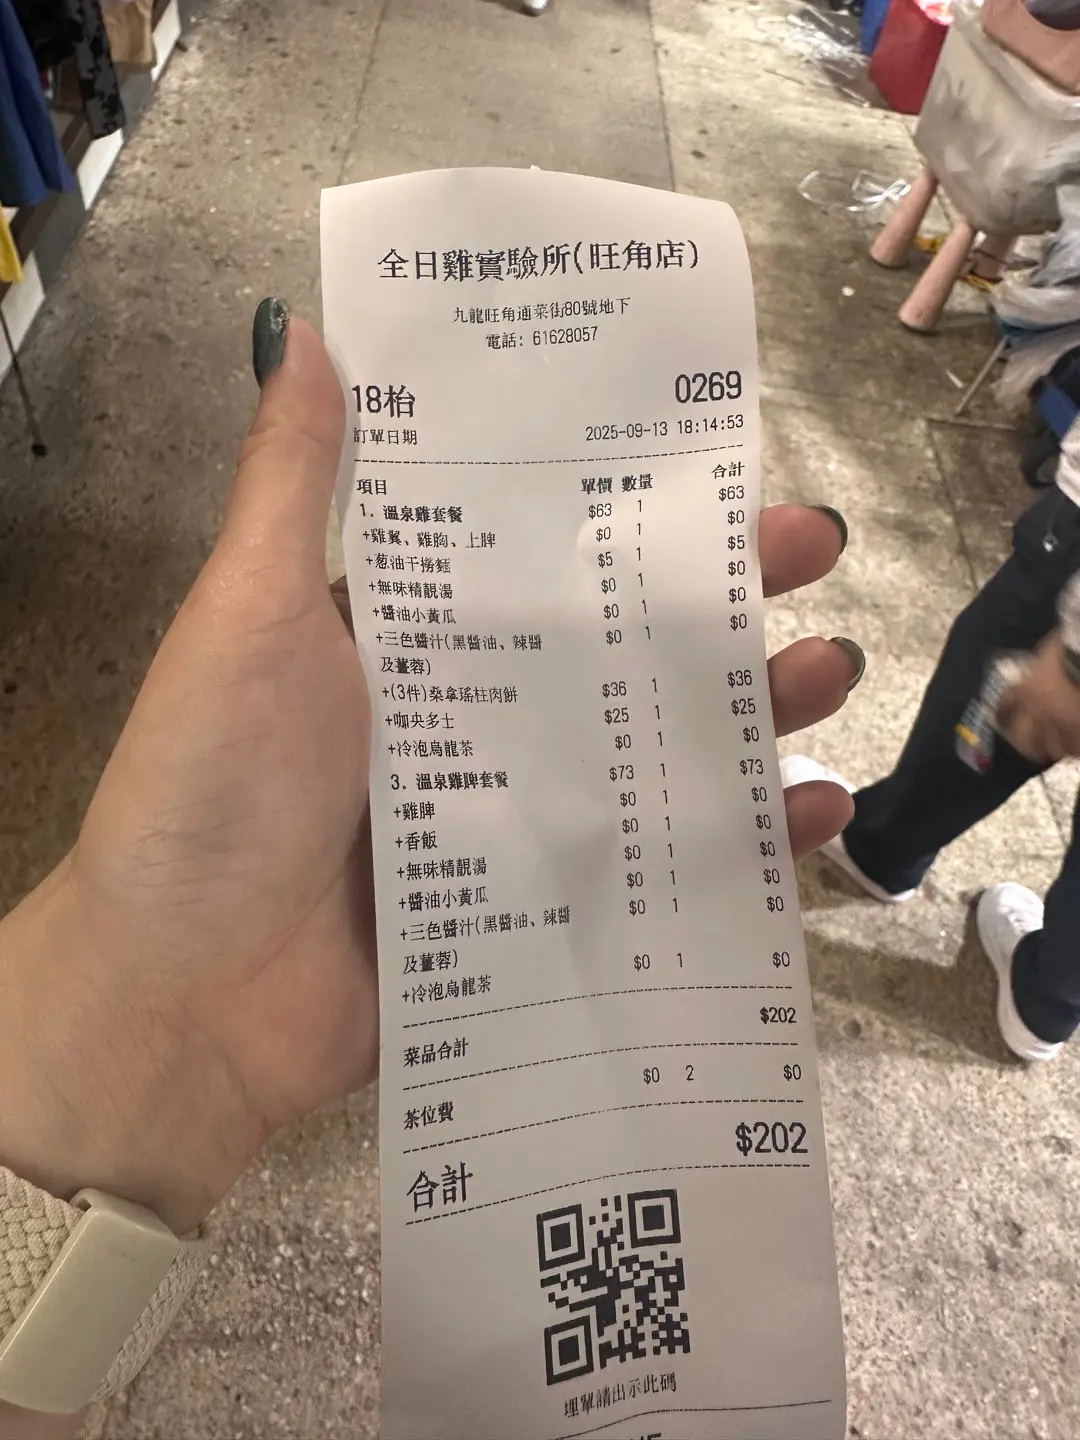 全日雞實驗所(旺角店)
九龍旺角通菜街80號地下
電話: 61628057
18枱 0269
訂單日期 2025-09-13 18:14:53
項目 單價 數量 合計
1. 溫泉雞套餐 $63 1 $63
+雞翼、雞胸、上脾 $0 1 $0
+葱油干撈麵 $5 1 $5
+無味精靚湯 $0 1 $0
+醬油小黃瓜 $0 1 $0
+三色醬汁(黑醬油、辣醬 $0 1 $0
及薑蓉)
+(3件)桑拿瑤柱肉餅 $36 1 $36
+咖央多士 $25 1 $25
+冷泡烏龍茶 $0 1 $0
3. 溫泉雞脾套餐 $73 1 $73
+雞脾 $0 1 $0
+香飯 $0 1 $0
+無味精靚湯 $0 1 $0
+醬油小黃瓜 $0 1 $0
+三色醬汁(黑醬油、辣醬 $0 1 $0
及薑蓉)
+冷泡烏龍茶 $0 1 $0
菜品合計 $202
茶位費 $0 2 $0
合計 $202
埋單請出示此碼